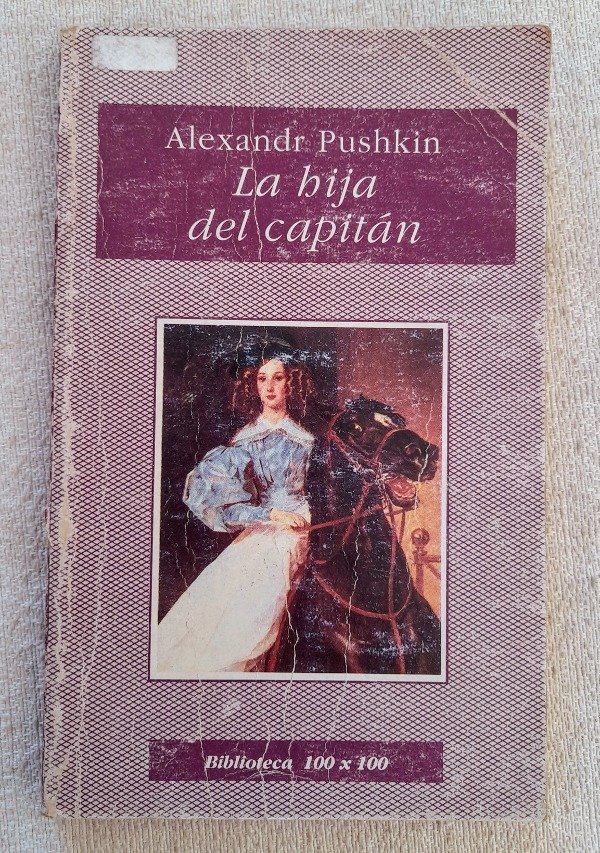 Alexandr Pushkin
La hija
del capitán
Biblioteca 100 x 100